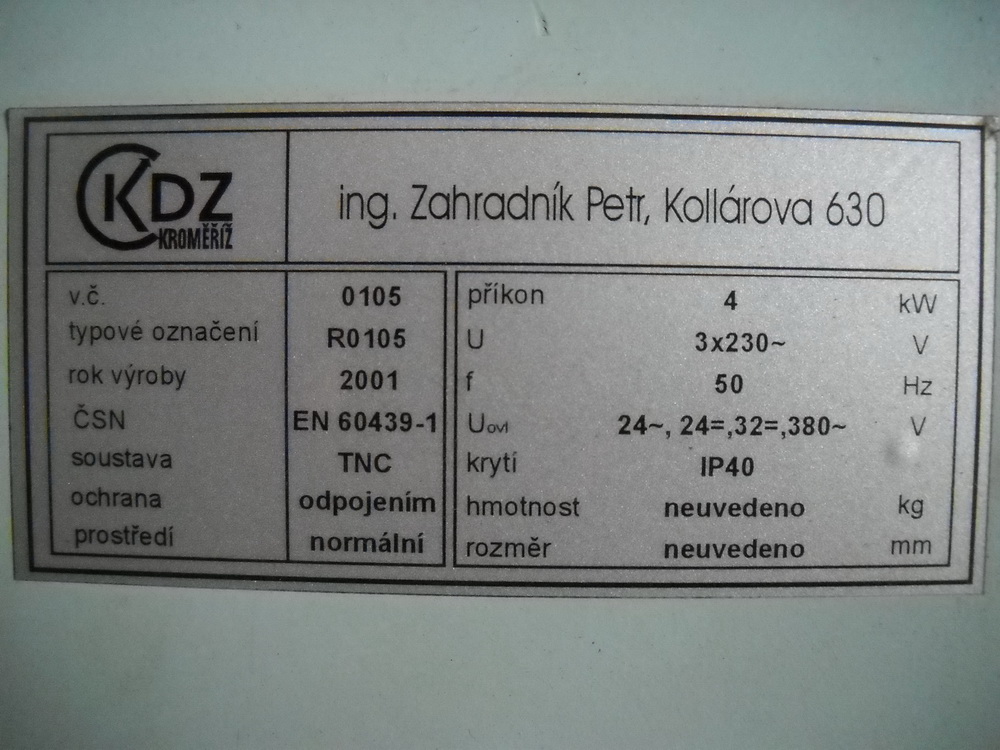 KDZ
KROMĚŘÍŽ
ing. Zahradník Petr, Kollárova 630
v.č. 0105
typové označení R0105
rok výroby 2001
ČSN EN 60439-1
soustava TNC
ochrana odpojením
prostředí normální
příkon 4 kW
U 3x230~ V
f 50 Hz
Uovl 24~, 24=,32=,380~ V
krytí IP40
hmotnost neuvedeno kg
rozměr neuvedeno mm